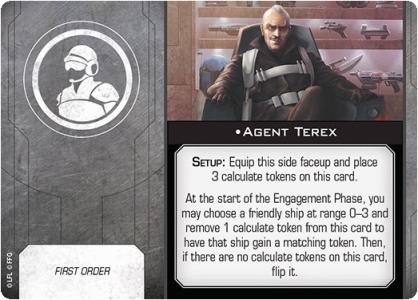 •Agent Terex
Setup: Equip this side faceup and place
3 calculate tokens on this card.
At the start of the Engagement Phase, you
may choose a friendly ship at range 0–3 and
remove 1 calculate token from this card to
have that ship gain a matching token. Then,
if there are no calculate tokens on this card,
flip it.
FIRST ORDER
© LFL © FFG